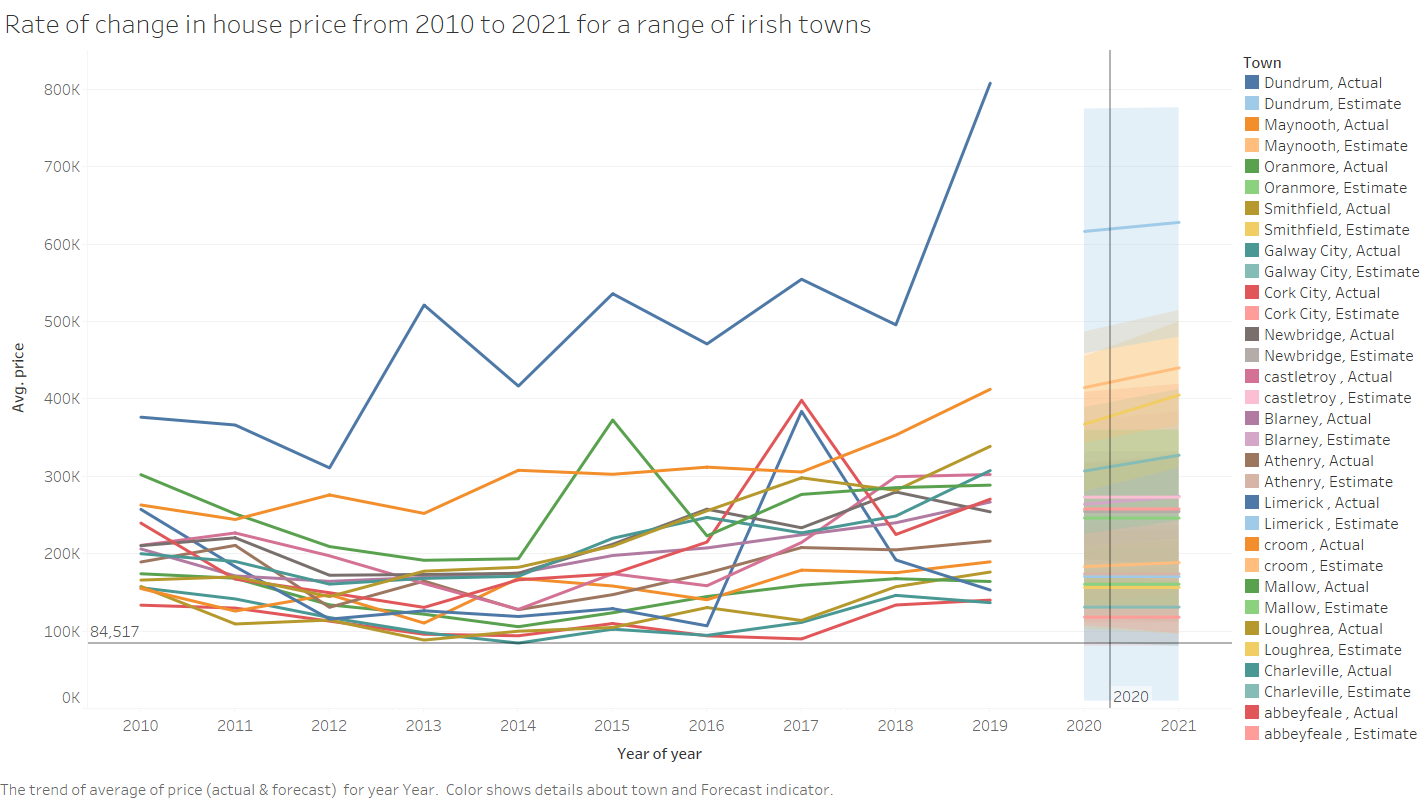 Rate of change in house price from 2010 to 2021 for a range of irish towns
Town
Dundrum, Actual
Dundrum, Estimate
Maynooth, Actual
Maynooth, Estimate
Oranmore, Actual
Oranmore, Estimate
Smithfield, Actual
Smithfield, Estimate
Galway City, Actual
Galway City, Estimate
Cork City, Actual
Cork City, Estimate
Newbridge, Actual
Newbridge, Estimate
castletroy , Actual
castletroy , Estimate
Blarney, Actual
Blarney, Estimate
Athenry, Actual
Athenry, Estimate
Limerick , Actual
Limerick , Estimate
croom , Actual
croom , Estimate
Mallow, Actual
Mallow, Estimate
Loughrea, Actual
Loughrea, Estimate
Charleville, Actual
Charleville, Estimate
abbeyfeale , Actual
abbeyfeale , Estimate
Avg. price
800K
700K
600K
500K
400K
300K
200K
100K
0K
84,517
2020
2010 2011 2012 2013 2014 2015 2016 2017 2018 2019 2020 2021
Year of year
The trend of average of price (actual & forecast)  for year Year.  Color shows details about town and Forecast indicator.